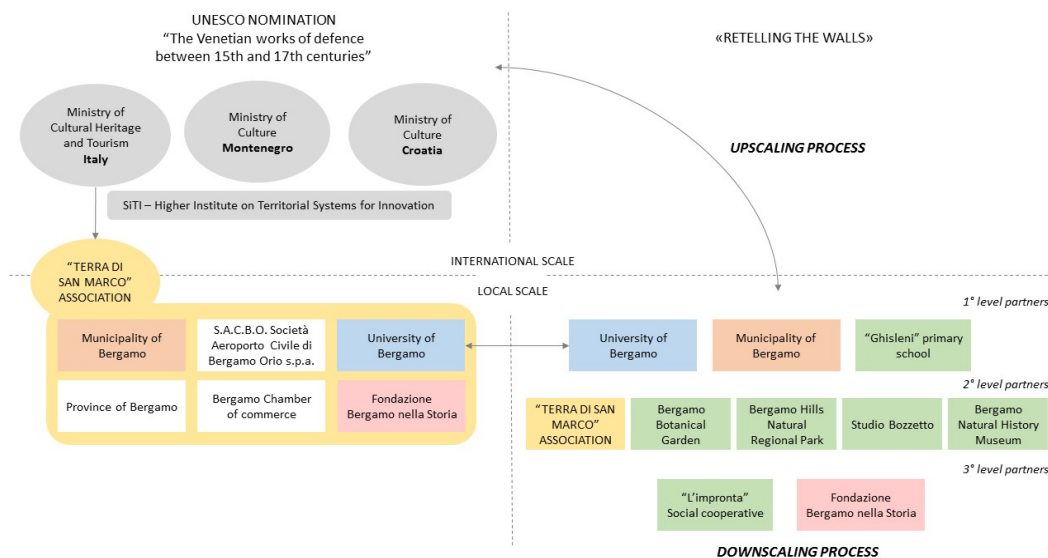 UNESCO NOMINATION
“The Venetian works of defence
between 15th and 17th centuries”
«RETELLING THE WALLS»
Ministry of
Cultural Heritage
and Tourism
Italy
Ministry of
Culture
Montenegro
Ministry of
Culture
Croatia
UPSCALING PROCESS
SiTI – Higher Institute on Territorial Systems for Innovation
INTERNATIONAL SCALE
“TERRA DI
SAN MARCO”
ASSOCIATION
LOCAL SCALE
1° level partners
Municipality of
Bergamo
S.A.C.B.O. Società
Aeroporto Civile di
Bergamo Orio s.p.a.
University of
Bergamo
University of
Bergamo
Municipality of
Bergamo
“Ghisleni” primary
school
2° level partners
Province of Bergamo
Bergamo Chamber
of commerce
Fondazione
Bergamo nella Storia
“TERRA DI SAN
MARCO”
ASSOCIATION
Bergamo
Botanical
Garden
Bergamo Hills
Natural
Regional Park
Studio Bozzetto
Bergamo
Natural History
Museum
3° level partners
“L’impronta”
Social cooperative
Fondazione
Bergamo nella Storia
DOWNSCALING PROCESS